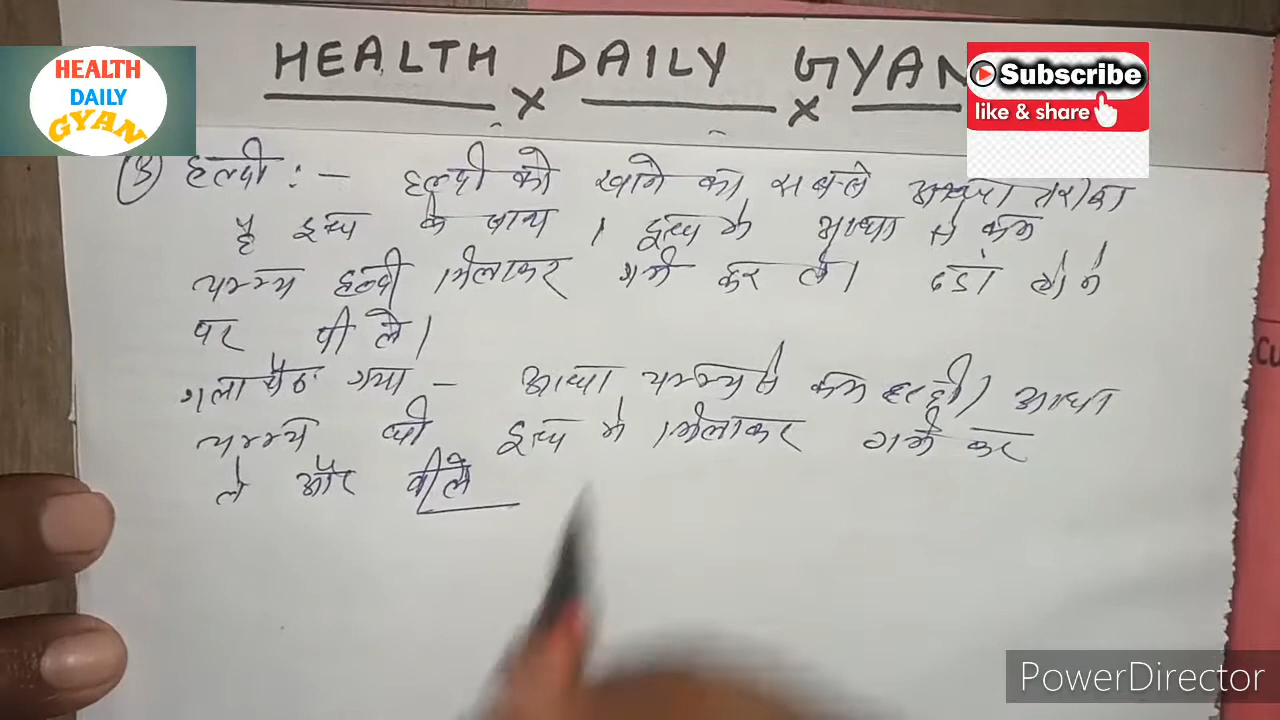 HEALTH DAILY GYAN
HEALTH
DAILY
GYAN
Subscribe
like & share
हल्दी :- हल्दी को खाने का सबसे अच्छा तरीका
है दूध के साथ । दूध में आधा से कम
चम्मच हल्दी मिलाकर गर्म कर ले। ठंडा होने
पर पी ले।
गला बैठ गया - आधा चम्मच से कम हल्दी। आधा
चम्मच घी दूध में मिलाकर गर्म कर
ले और पीले
PowerDirector